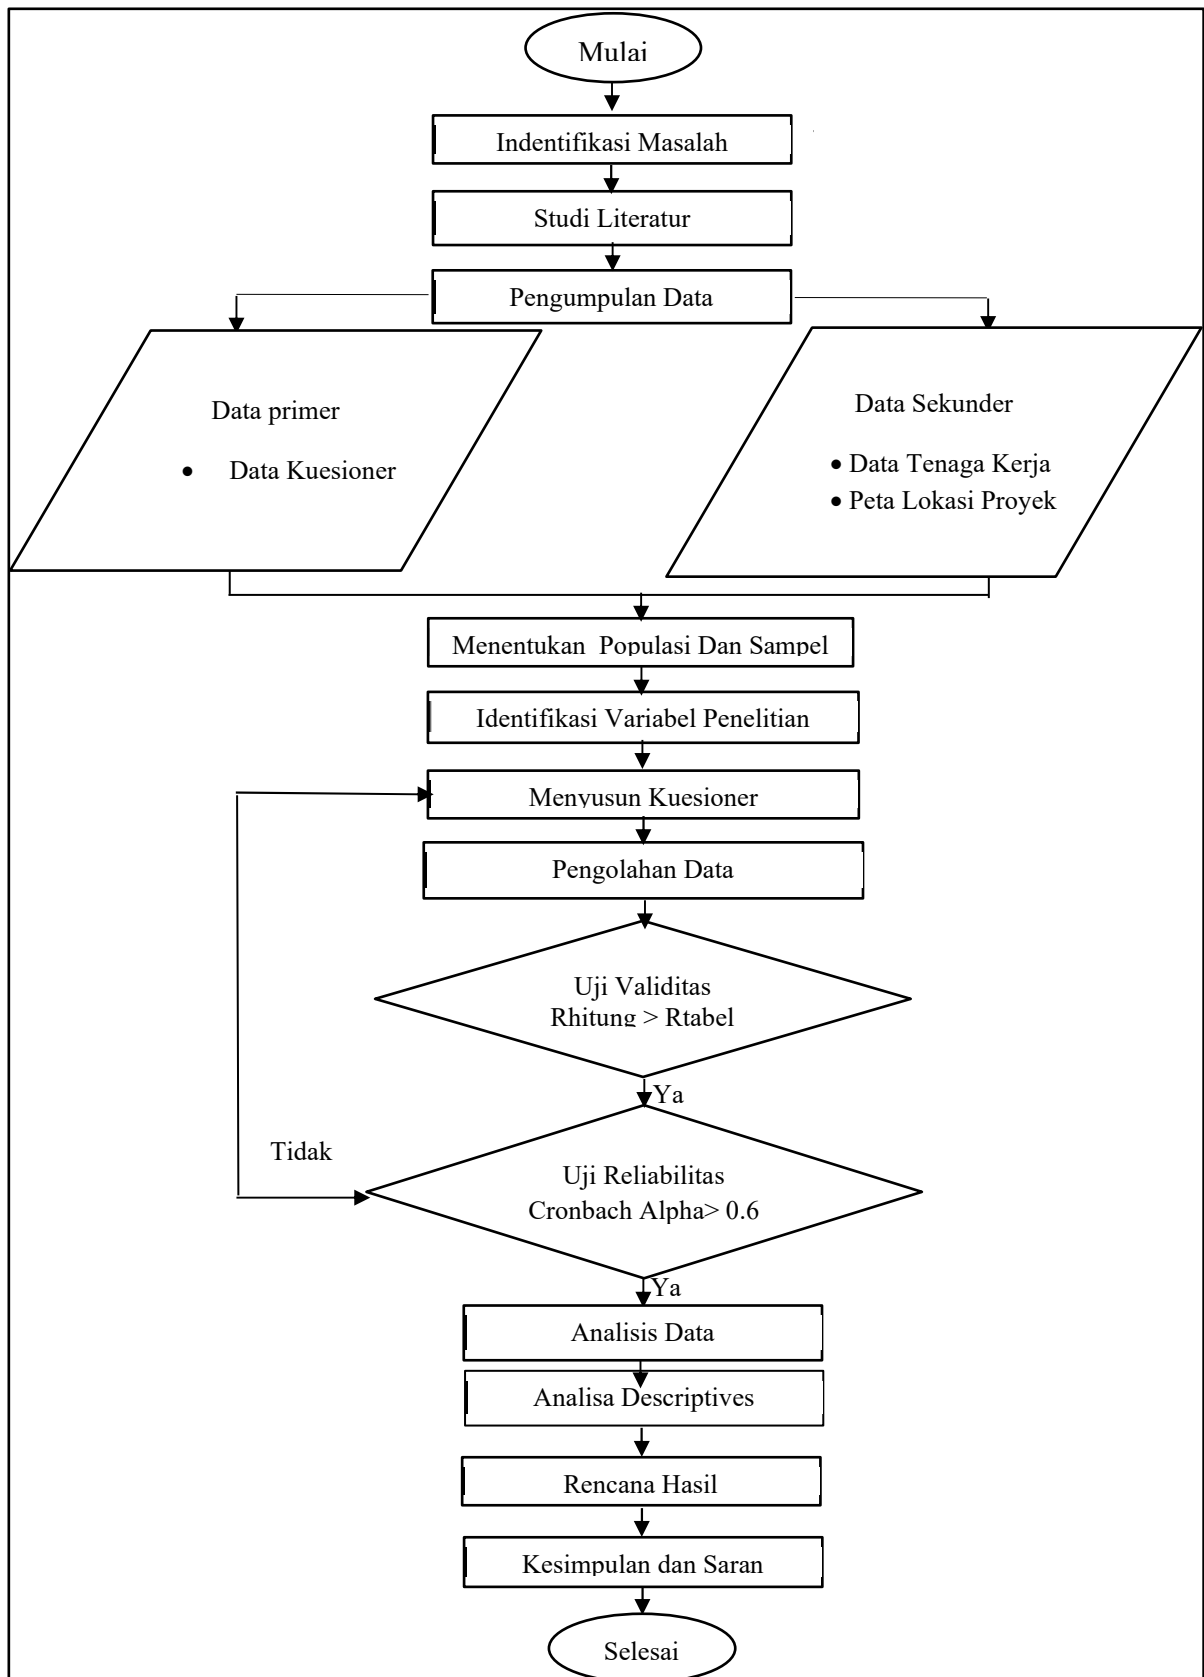 Mulai
Indentifikasi Masalah
Studi Literatur
Pengumpulan Data
Data primer
• Data Kuesioner
Data Sekunder
• Data Tenaga Kerja
• Peta Lokasi Proyek
Menentukan Populasi Dan Sampel
Identifikasi Variabel Penelitian
Menyusun Kuesioner
Pengolahan Data
Uji Validitas
Rhitung > Rtabel
Ya
Tidak
Uji Reliabilitas
Cronbach Alpha> 0.6
Ya
Analisis Data
Analisa Descriptives
Rencana Hasil
Kesimpulan dan Saran
Selesai